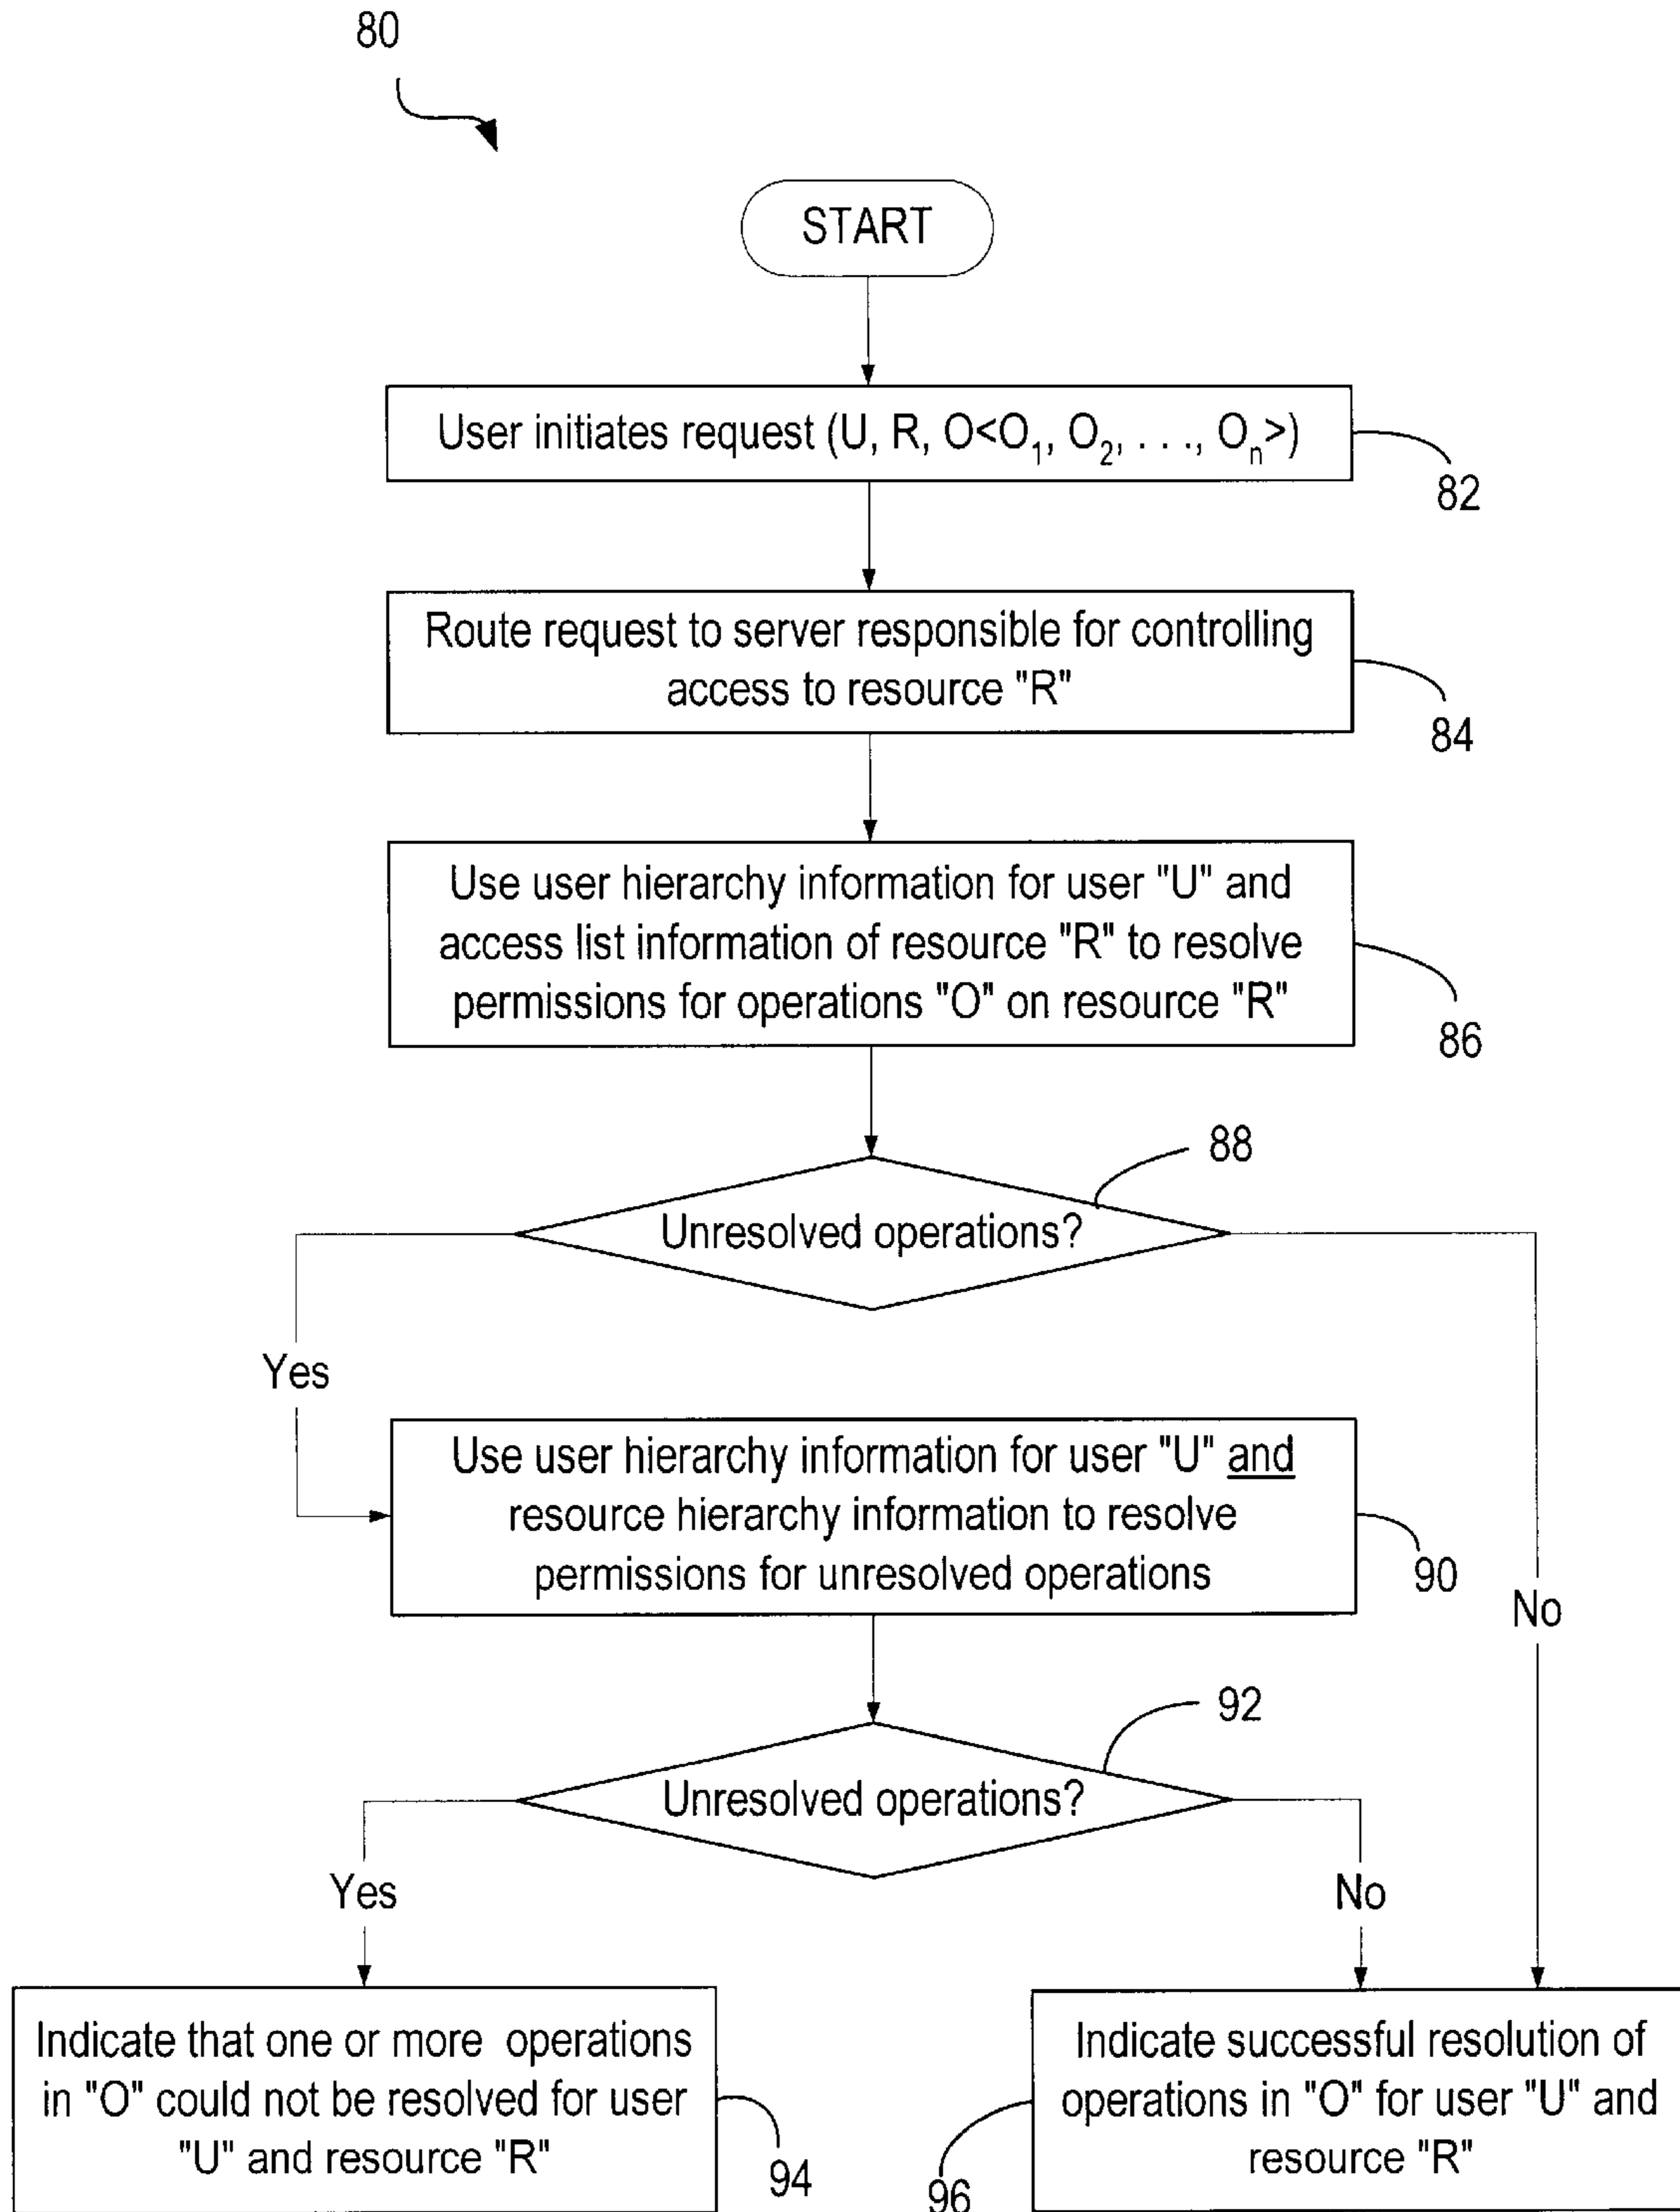 80
START
User initiates request (U, R, O<O₁, O₂, . . ., Oₙ>)
82
Route request to server responsible for controlling
access to resource "R"
84
Use user hierarchy information for user "U" and
access list information of resource "R" to resolve
permissions for operations "O" on resource "R"
86
88
Unresolved operations?
Yes
Use user hierarchy information for user "U" and
resource hierarchy information to resolve
permissions for unresolved operations
90
No
92
Unresolved operations?
Yes
No
Indicate that one or more operations
in "O" could not be resolved for user
"U" and resource "R"
94
Indicate successful resolution of
operations in "O" for user "U" and
resource "R"
96